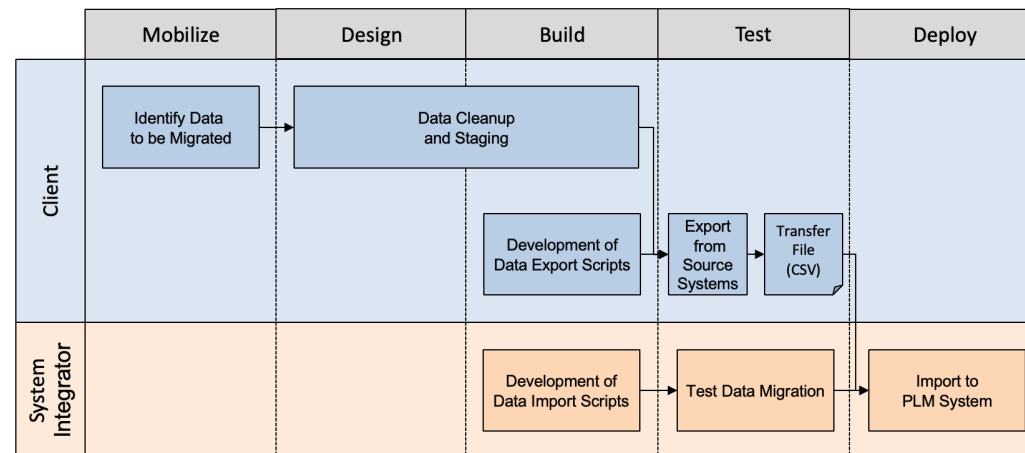 Mobilize
Design
Build
Test
Deploy
Client
Identify Data
to be Migrated
Data Cleanup
and Staging
Development of
Data Export Scripts
Export
from
Source
Systems
Transfer
File
(CSV)
System
Integrator
Development of
Data Import Scripts
Test Data Migration
Import to
PLM System